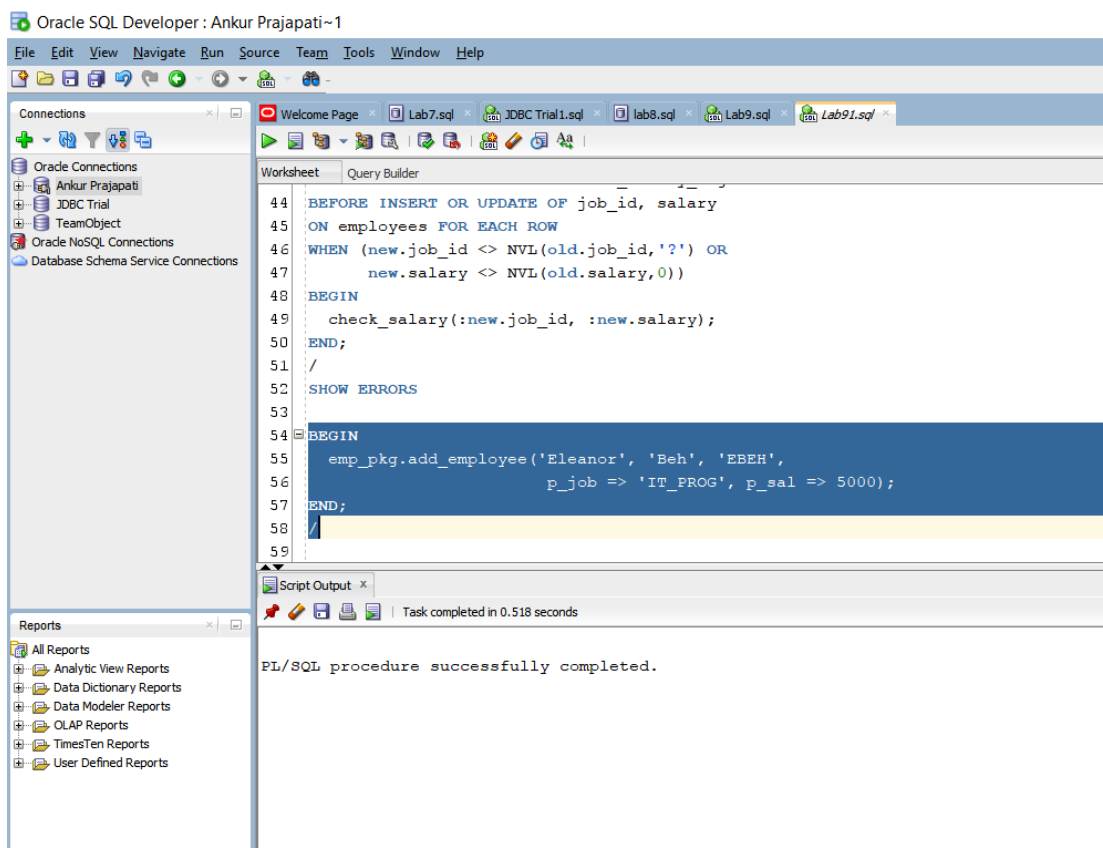 Oracle SQL Developer : Ankur Prajapati~1
File Edit View Navigate Run Source Team Tools Window Help
Connections
Oracle Connections
Ankur Prajapati
JDBC Trial
TeamObject
Oracle NoSQL Connections
Database Schema Service Connections
Welcome Page Lab7.sql JDBC Trial1.sql lab8.sql Lab9.sql Lab91.sql
Worksheet Query Builder
44 BEFORE INSERT OR UPDATE OF job_id, salary
45 ON employees FOR EACH ROW
46 WHEN (new.job_id <> NVL(old.job_id,'?') OR
47 new.salary <> NVL(old.salary,0))
48 BEGIN
49 check_salary(:new.job_id, :new.salary);
50 END;
51 /
52 SHOW ERRORS
53
54 BEGIN
55 emp_pkg.add_employee('Eleanor', 'Beh', 'EBEH',
56 p_job => 'IT_PROG', p_sal => 5000);
57 END;
58 /
59
Script Output
Task completed in 0.518 seconds
PL/SQL procedure successfully completed.
Reports
All Reports
Analytic View Reports
Data Dictionary Reports
Data Modeler Reports
OLAP Reports
TimesTen Reports
User Defined Reports